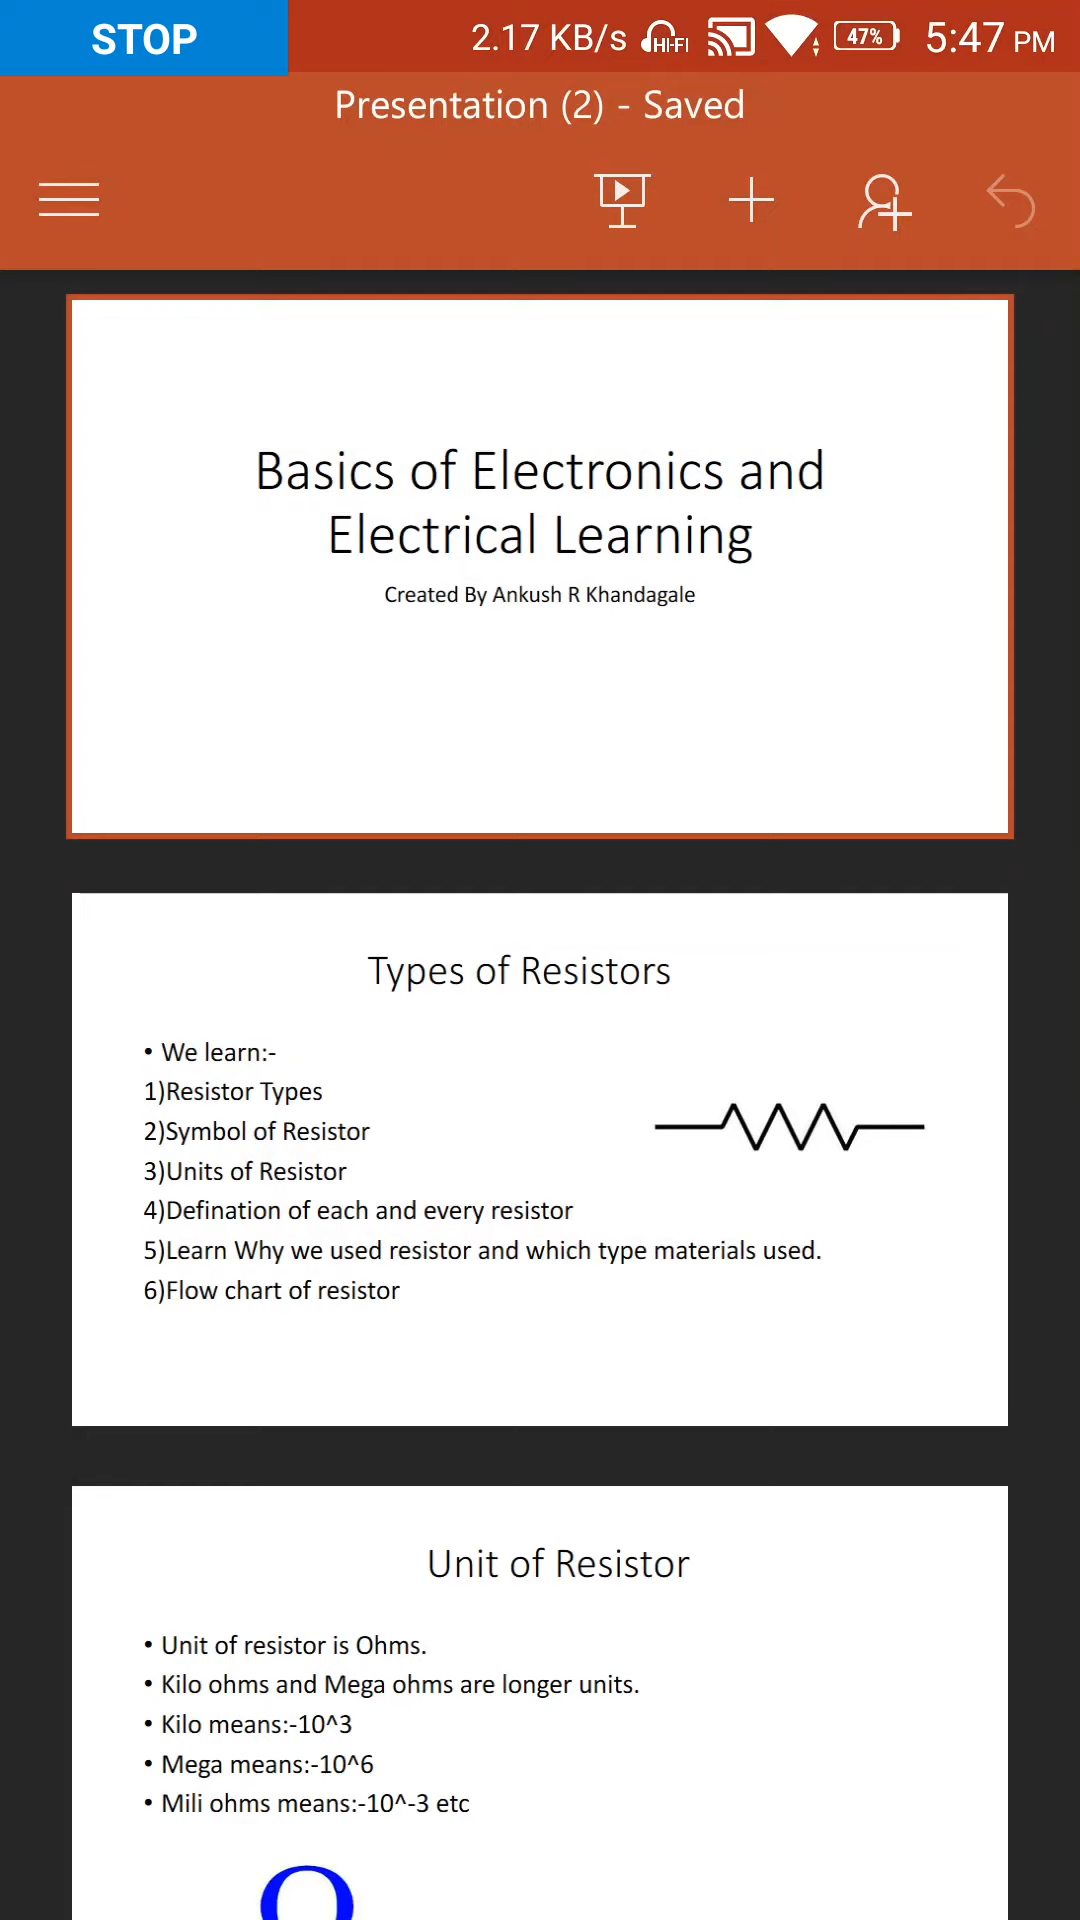 STOP
2.17 KB/s HI-FI 47% 5:47 PM
Presentation (2) - Saved
Basics of Electronics and
Electrical Learning
Created By Ankush R Khandagale
Types of Resistors
• We learn:-
1)Resistor Types
2)Symbol of Resistor
3)Units of Resistor
4)Defination of each and every resistor
5)Learn Why we used resistor and which type materials used.
6)Flow chart of resistor
Unit of Resistor
• Unit of resistor is Ohms.
• Kilo ohms and Mega ohms are longer units.
• Kilo means:-10^3
• Mega means:-10^6
• Mili ohms means:-10^-3 etc